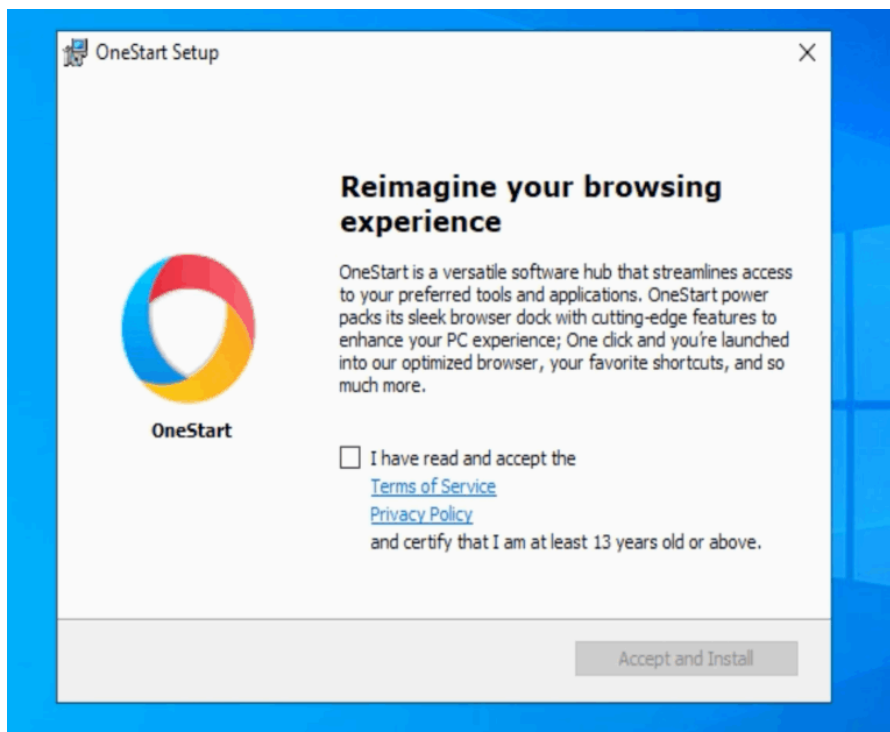 OneStart Setup
Reimagine your browsing
experience
OneStart is a versatile software hub that streamlines access
to your preferred tools and applications. OneStart power
packs its sleek browser dock with cutting-edge features to
enhance your PC experience; One click and you're launched
into our optimized browser, your favorite shortcuts, and so
much more.
OneStart
I have read and accept the
Terms of Service
Privacy Policy
and certify that I am at least 13 years old or above.
Accept and Install